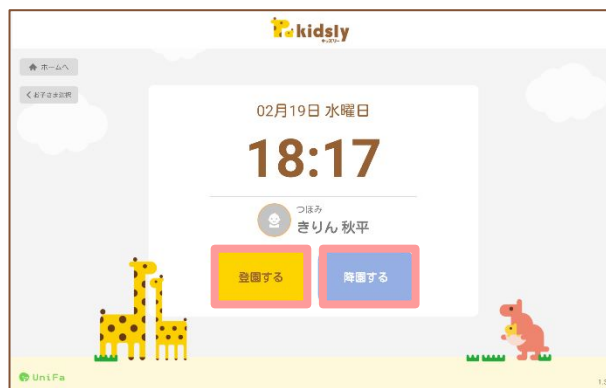 kidsly
キッズリー
ホームへ
お子さま選択
02月19日 水曜日
18:17
つぼみ
きりん 秋平
登園する
降園する
UniFa